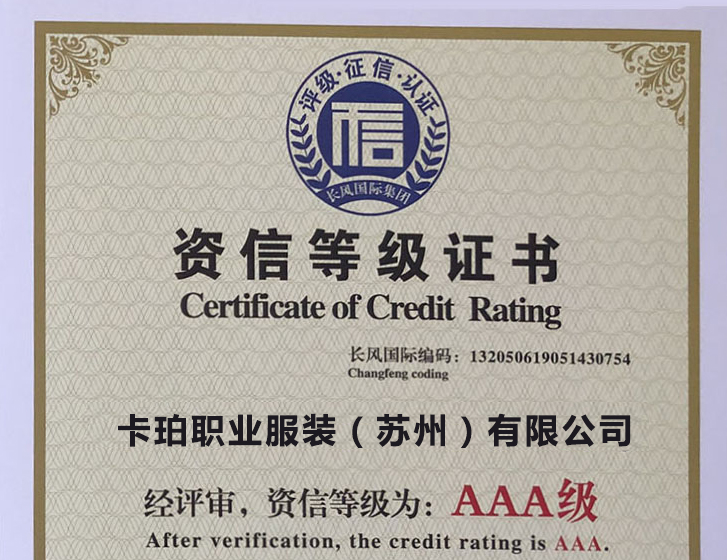 评级·征信·认证
信
长风国际集团
资信等级证书
Certificate of Credit Rating
长风国际编码：132050619051430754
Changfeng coding
卡珀职业服装（苏州）有限公司
经评审，资信等级为：AAA级
After verification, the credit rating is AAA.